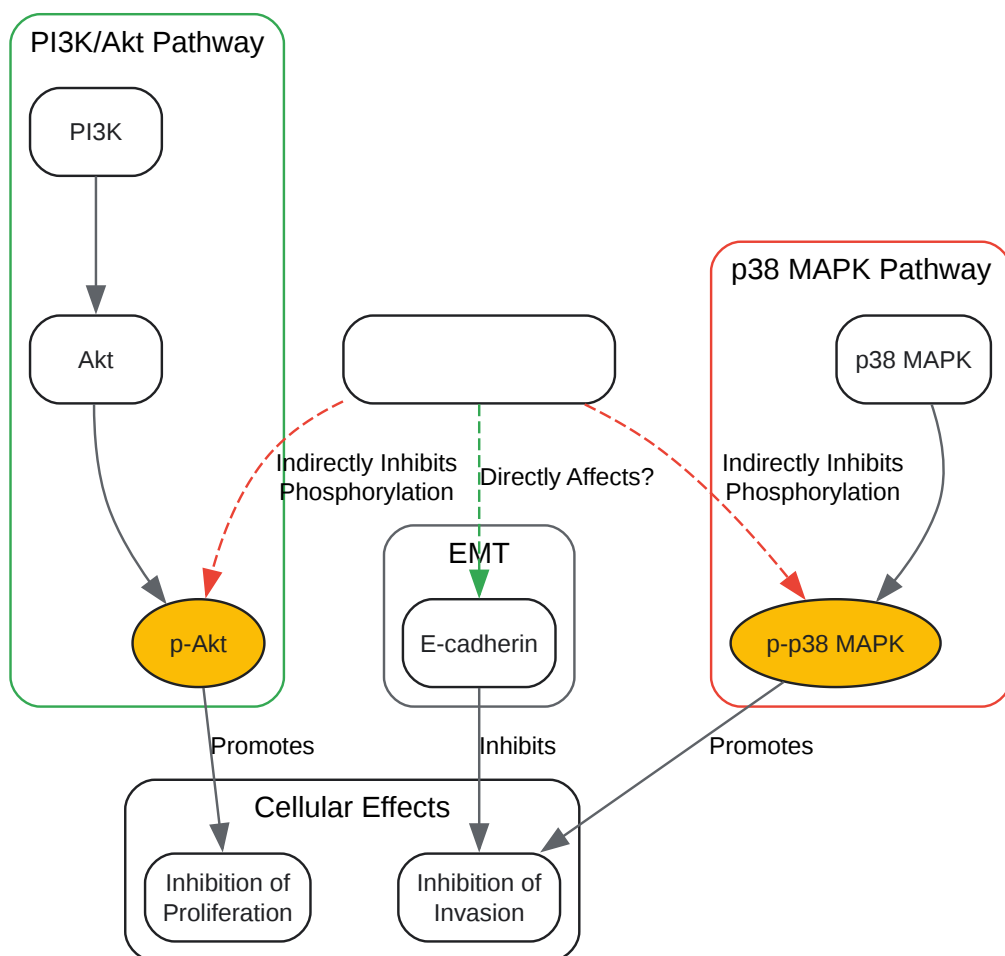 PI3K/Akt Pathway
PI3K
p38 MAPK Pathway
Akt
p38 MAPK
Indirectly Inhibits
Phosphorylation
Directly Affects?
Indirectly Inhibits
Phosphorylation
EMT
p-Akt
E-cadherin
p-p38 MAPK
Promotes
Inhibits
Promotes
Cellular Effects
Inhibition of
Proliferation
Inhibition of
Invasion